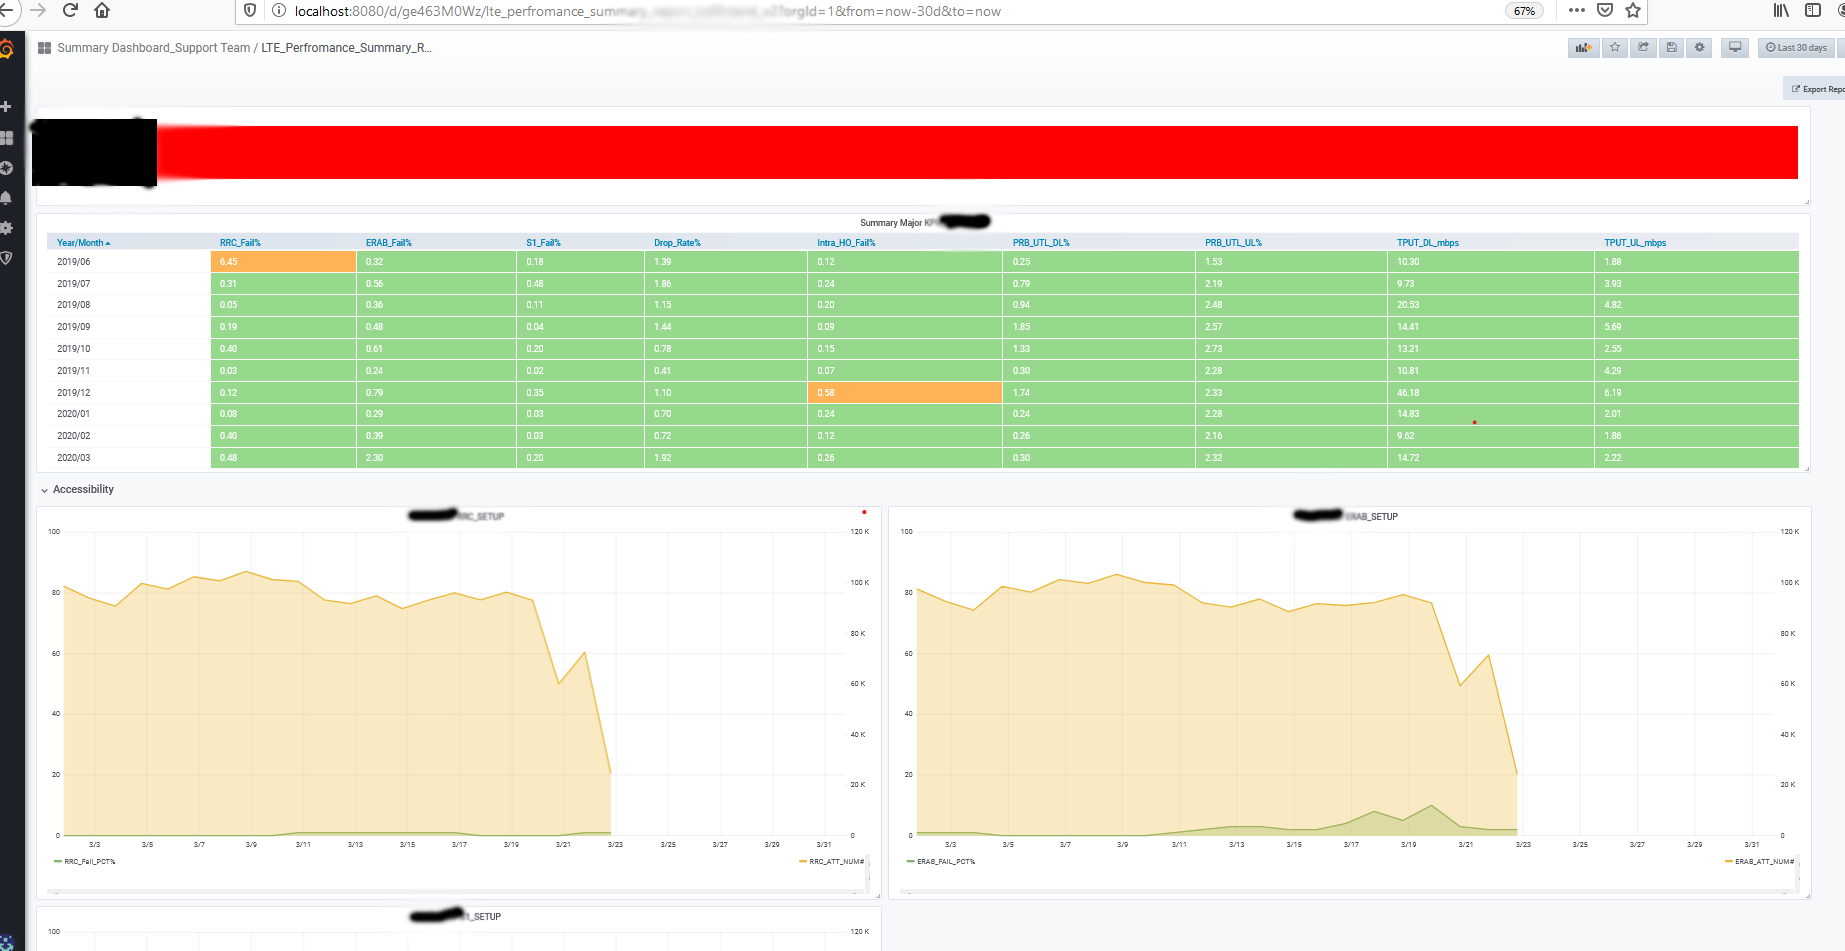 localhost:8080/d/ge463M0Wz/lte_perfromance_summary_report_ orgId=1&from=now-30d&to=now
67%
Summary Dashboard_Support Team / LTE_Perfromance_Summary_R...
Last 30 days
Export Repo
Summary Major KPI
Year/Month RRC_Fail% ERAB_Fail% S1_Fail% Drop_Rate% Intra_HO_Fail% PRB_UTL_DL% PRB_UTL_UL% TPUT_DL_mbps TPUT_UL_mbps
2019/06 6.45 0.32 0.18 1.39 0.12 0.25 1.53 10.30 1.88
2019/07 0.31 0.56 0.48 1.86 0.24 0.79 2.19 9.73 3.93
2019/08 0.05 0.36 0.11 1.15 0.20 0.94 2.48 20.53 4.82
2019/09 0.19 0.48 0.04 1.44 0.09 1.85 2.57 14.41 5.69
2019/10 0.40 0.61 0.20 0.78 0.15 1.33 2.73 13.21 2.55
2019/11 0.03 0.24 0.02 0.41 0.07 0.30 2.28 10.81 4.29
2019/12 0.12 0.79 0.35 1.10 0.58 1.74 2.33 46.18 6.19
2020/01 0.08 0.29 0.03 0.70 0.24 0.24 2.28 14.83 2.01
2020/02 0.40 0.39 0.03 0.72 0.12 0.26 2.16 9.62 1.86
2020/03 0.48 2.30 0.20 1.92 0.26 0.30 2.32 14.72 2.22
Accessibility
RRC_SETUP
100 120 K
100 K
80
80 K
60
60 K
40
40 K
20
20 K
0 0
3/3 3/5 3/7 3/9 3/11 3/13 3/15 3/17 3/19 3/21 3/23 3/25 3/27 3/29 3/31
RRC_Fail_PCT% RRC_ATT_NUM#
ERAB_SETUP
100 120 K
100 K
80
80 K
60
60 K
40
40 K
20
20 K
0 0
3/3 3/5 3/7 3/9 3/11 3/13 3/15 3/17 3/19 3/21 3/23 3/25 3/27 3/29 3/31
ERAB_FAIL_PCT% ERAB_ATT_NUM#
S1_SETUP
100 120 K